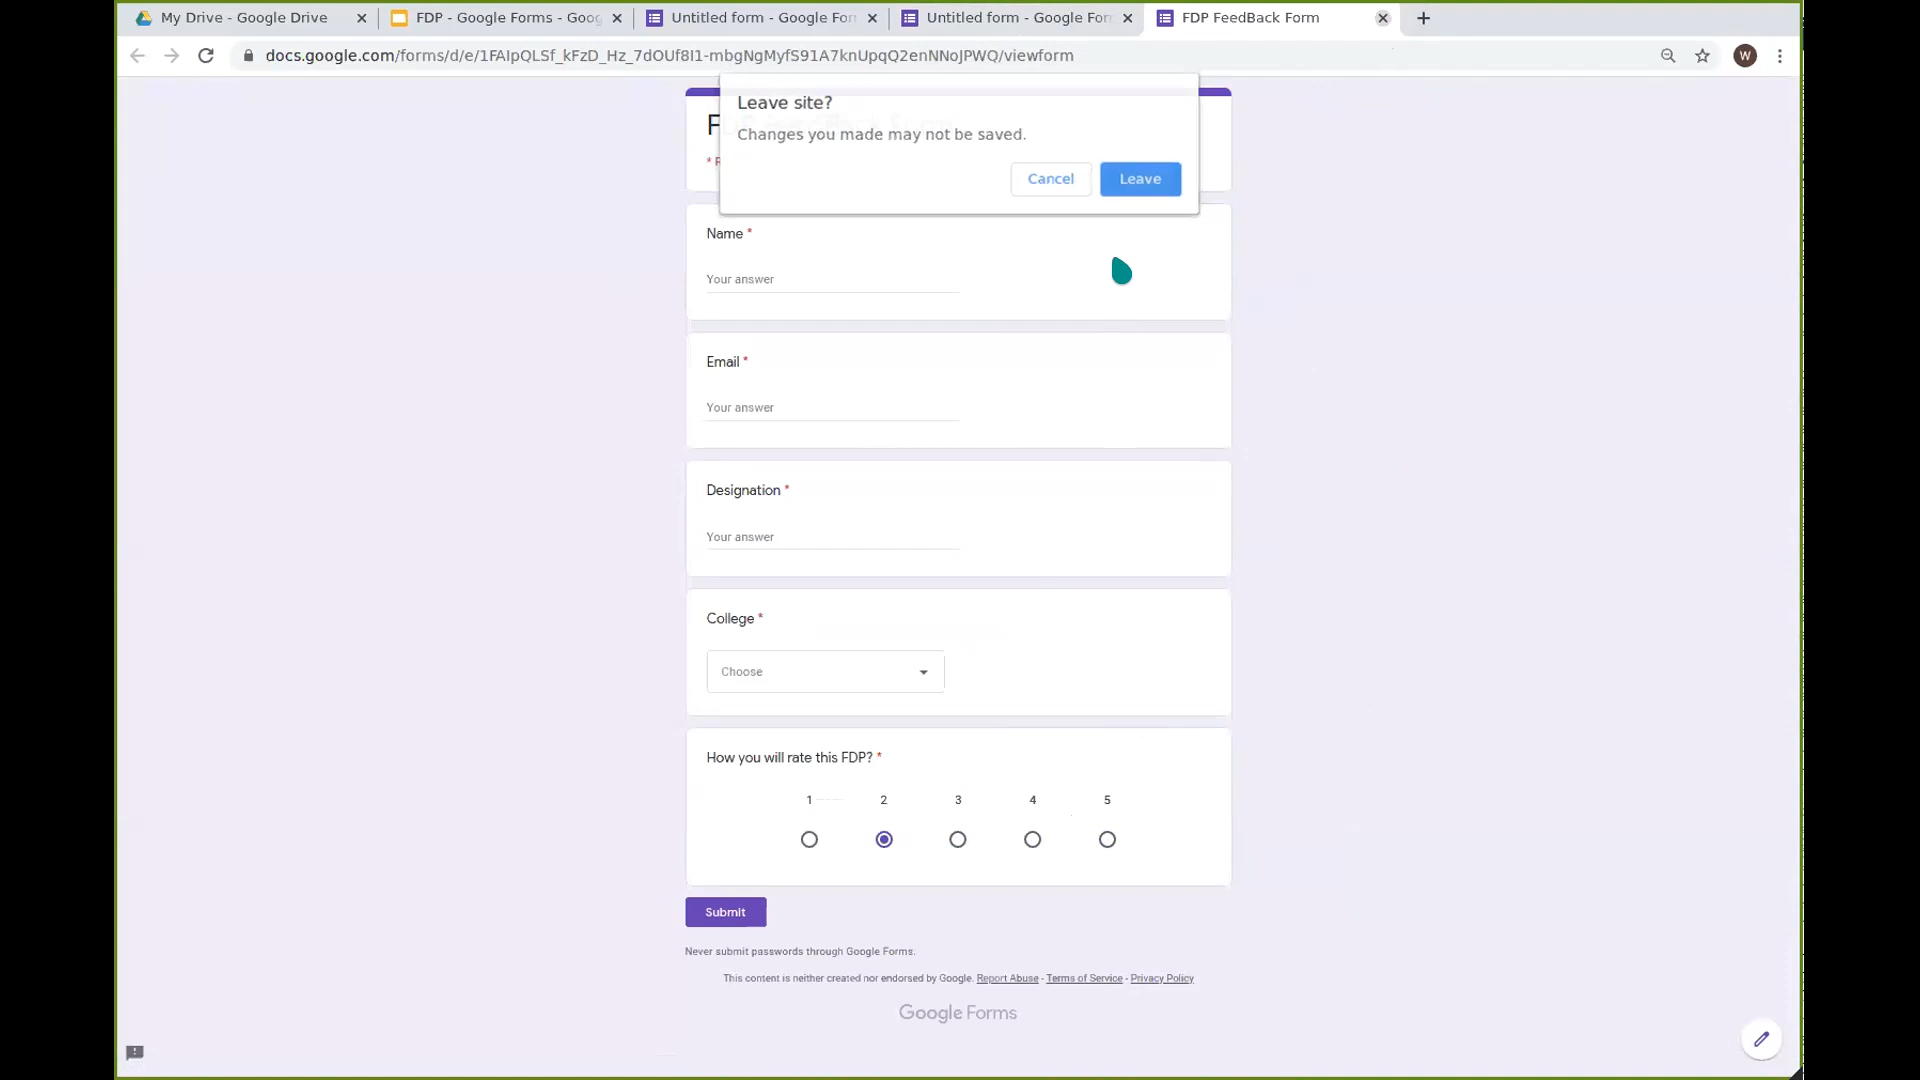 My Drive - Google Drive
FDP - Google Forms - Goog
Untitled form - Google For
Untitled form - Google For
FDP FeedBack Form
docs.google.com/forms/d/e/1FAIpQLSf_kFzD_Hz_7dOUf8I1-mbgNgMyfS91A7knUpqQ2enNNoJPWQ/viewform
W
Leave site?
Changes you made may not be saved.
Cancel
Leave
Name *
Your answer
Email *
Your answer
Designation *
Your answer
College *
Choose
How you will rate this FDP? *
1 2 3 4 5
Submit
Never submit passwords through Google Forms.
This content is neither created nor endorsed by Google. Report Abuse - Terms of Service - Privacy Policy
Google Forms